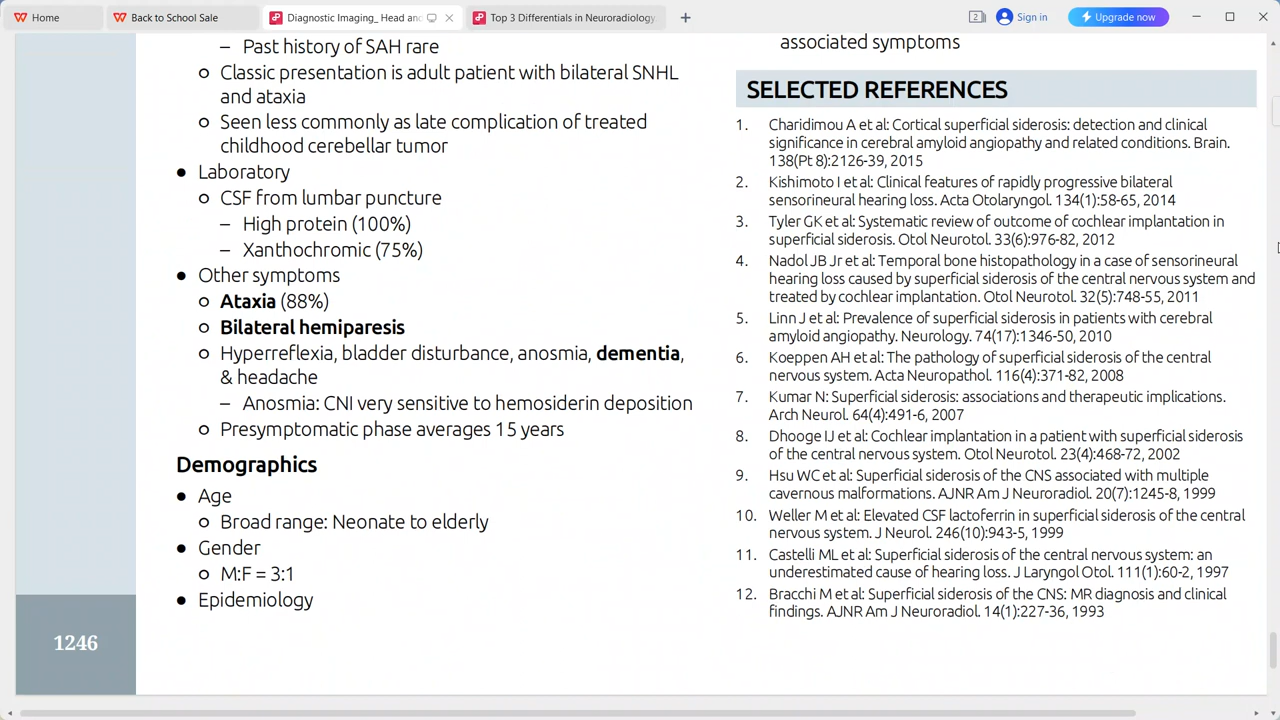 Home
Back to School Sale
Diagnostic Imaging_ Head and
Top 3 Differentials in Neuroradiology
2
Sign in
Upgrade now
– Past history of SAH rare
o Classic presentation is adult patient with bilateral SNHL
and ataxia
o Seen less commonly as late complication of treated
childhood cerebellar tumor
● Laboratory
o CSF from lumbar puncture
– High protein (100%)
– Xanthochromic (75%)
● Other symptoms
o Ataxia (88%)
o Bilateral hemiparesis
o Hyperreflexia, bladder disturbance, anosmia, dementia,
& headache
– Anosmia: CNI very sensitive to hemosiderin deposition
o Presymptomatic phase averages 15 years
Demographics
● Age
o Broad range: Neonate to elderly
● Gender
o M:F = 3:1
● Epidemiology
1246
associated symptoms
SELECTED REFERENCES
1. Charidimou A et al: Cortical superficial siderosis: detection and clinical
significance in cerebral amyloid angiopathy and related conditions. Brain.
138(Pt 8):2126-39, 2015
2. Kishimoto I et al: Clinical features of rapidly progressive bilateral
sensorineural hearing loss. Acta Otolaryngol. 134(1):58-65, 2014
3. Tyler GK et al: Systematic review of outcome of cochlear implantation in
superficial siderosis. Otol Neurotol. 33(6):976-82, 2012
4. Nadol JB Jr et al: Temporal bone histopathology in a case of sensorineural
hearing loss caused by superficial siderosis of the central nervous system and
treated by cochlear implantation. Otol Neurotol. 32(5):748-55, 2011
5. Linn J et al: Prevalence of superficial siderosis in patients with cerebral
amyloid angiopathy. Neurology. 74(17):1346-50, 2010
6. Koeppen AH et al: The pathology of superficial siderosis of the central
nervous system. Acta Neuropathol. 116(4):371-82, 2008
7. Kumar N: Superficial siderosis: associations and therapeutic implications.
Arch Neurol. 64(4):491-6, 2007
8. Dhooge IJ et al: Cochlear implantation in a patient with superficial siderosis
of the central nervous system. Otol Neurotol. 23(4):468-72, 2002
9. Hsu WC et al: Superficial siderosis of the CNS associated with multiple
cavernous malformations. AJNR Am J Neuroradiol. 20(7):1245-8, 1999
10. Weller M et al: Elevated CSF lactoferrin in superficial siderosis of the central
nervous system. J Neurol. 246(10):943-5, 1999
11. Castelli ML et al: Superficial siderosis of the central nervous system: an
underestimated cause of hearing loss. J Laryngol Otol. 111(1):60-2, 1997
12. Bracchi M et al: Superficial siderosis of the CNS: MR diagnosis and clinical
findings. AJNR Am J Neuroradiol. 14(1):227-36, 1993